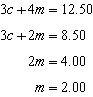 3c + 4m = 12.50
3c + 2m = 8.50
2m = 4.00
m = 2.00